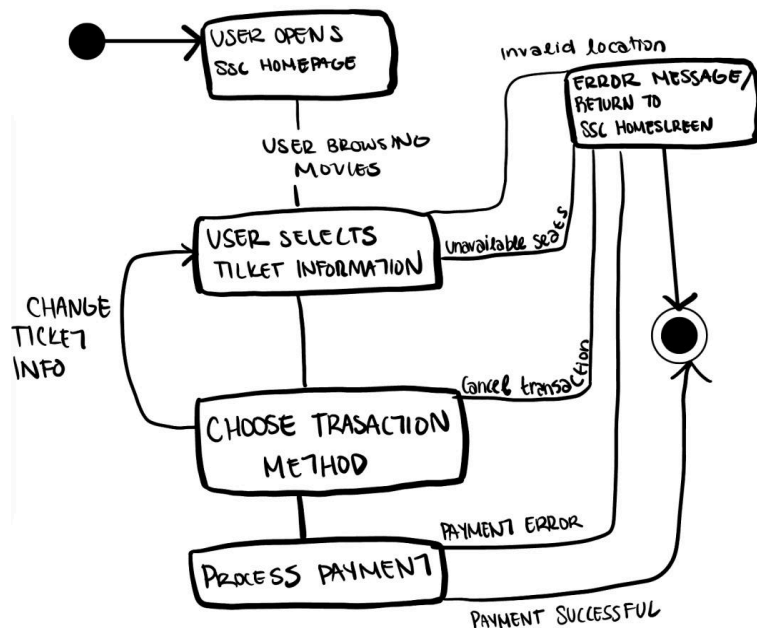 USER OPENS
SSC HOMEPAGE
Invalid location
ERROR MESSAGE/
RETURN TO
SSC HOMESCREEN
USER BROWSING
MOVIES
USER SELECTS
TICKET INFORMATION
Unavailable seats
CHANGE
TICKET
INFO
Cancel transaction
CHOOSE TRASACTION
METHOD
PAYMENT ERROR
PROCESS PAYMENT
PAYMENT SUCCESSFUL